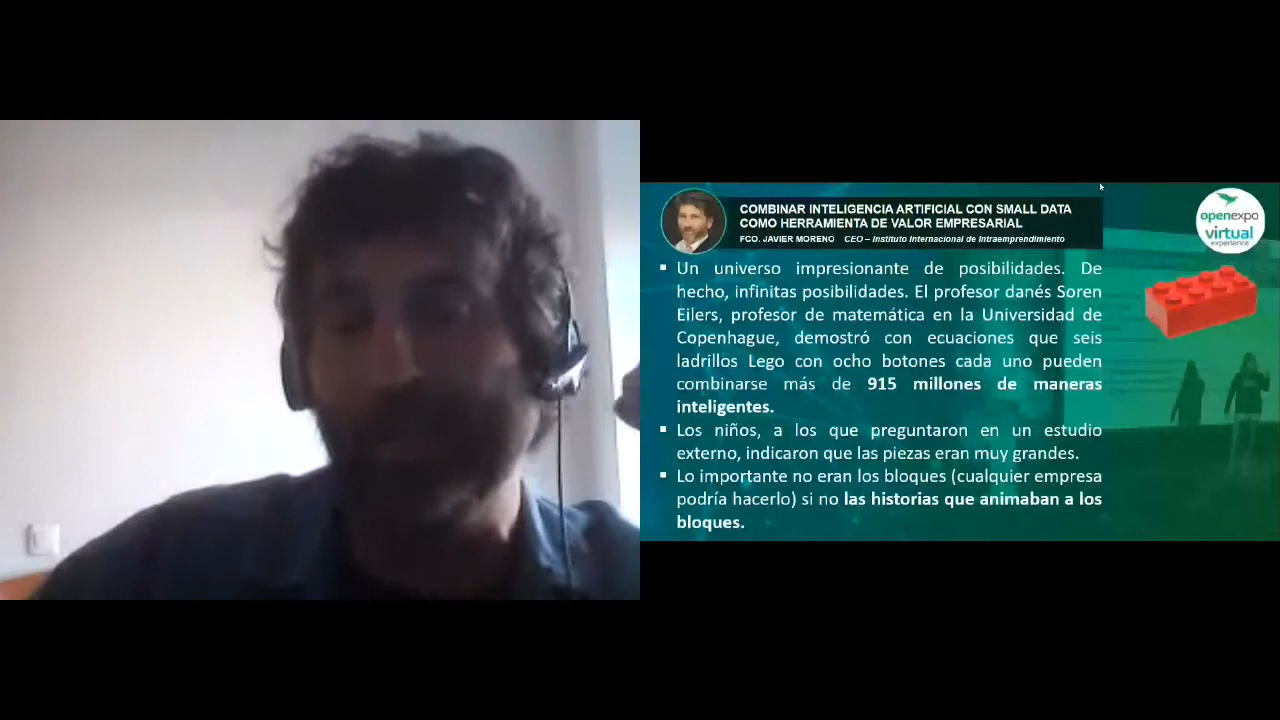 COMBINAR INTELIGENCIA ARTIFICIAL CON SMALL DATA
COMO HERRAMIENTA DE VALOR EMPRESARIAL
FCO. JAVIER MORENO CEO – Instituto Internacional de Intraemprendimiento
openexpo
virtual
experience
▪ Un universo impresionante de posibilidades. De
hecho, infinitas posibilidades. El profesor danés Soren
Eilers, profesor de matemática en la Universidad de
Copenhague, demostró con ecuaciones que seis
ladrillos Lego con ocho botones cada uno pueden
combinarse más de 915 millones de maneras
inteligentes.
▪ Los niños, a los que preguntaron en un estudio
externo, indicaron que las piezas eran muy grandes.
▪ Lo importante no eran los bloques (cualquier empresa
podría hacerlo) si no las historias que animaban a los
bloques.